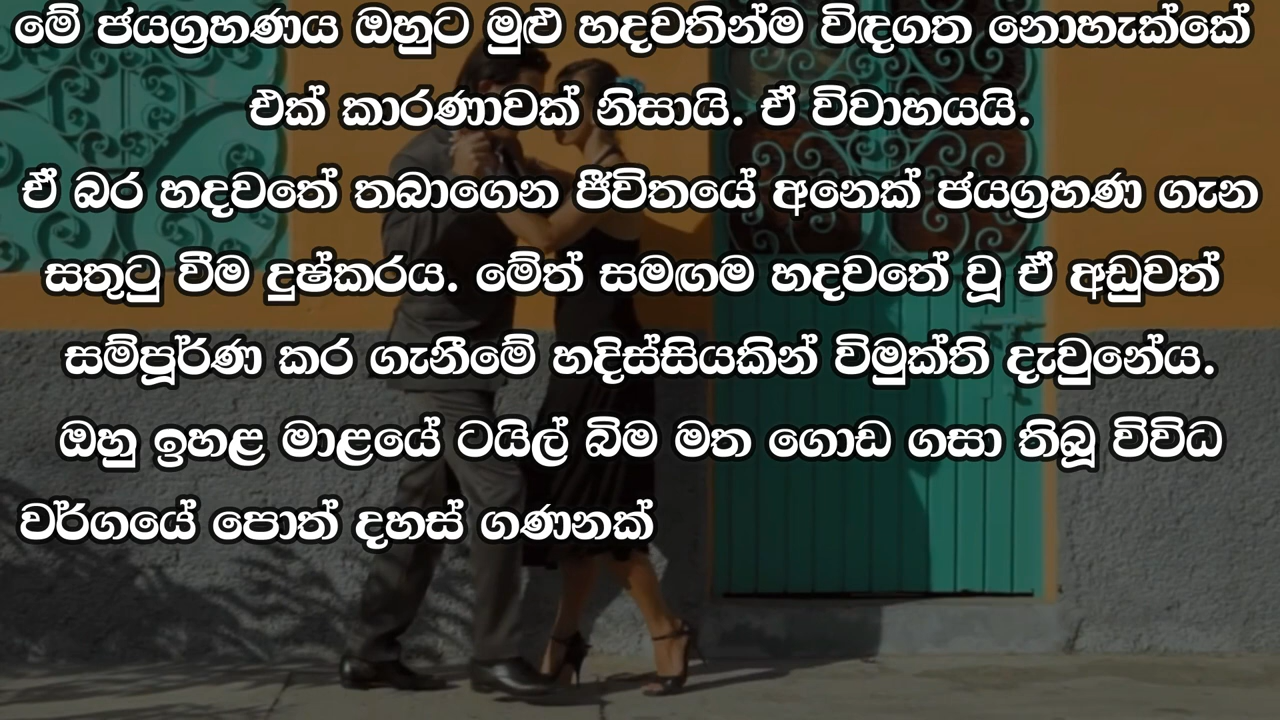 මේ ජයග්‍රහණය ඔහුට මුළු හදවතින්ම විඳගත නොහැක්කේ
එක් කාරණාවක් නිසායි. ඒ විවාහයයි.
ඒ බර හදවතේ තබාගෙන ජීවිතයේ අනෙක් ජයග්‍රහණ ගැන
සතුටු වීම දුෂ්කරය. මේත් සමඟම හදවතේ වූ ඒ අඩුවත්
සම්පූර්ණ කර ගැනීමේ හදිස්සියකින් විමුක්ති දැවුනේය.
ඔහු ඉහළ මාළයේ ටයිල් බිම මත ගොඩ ගසා තිබූ විවිධ
වර්ගයේ පොත් දහස් ගණනක්